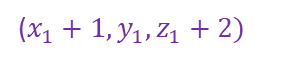 (x₁ + 1, y₁, z₁ + 2)